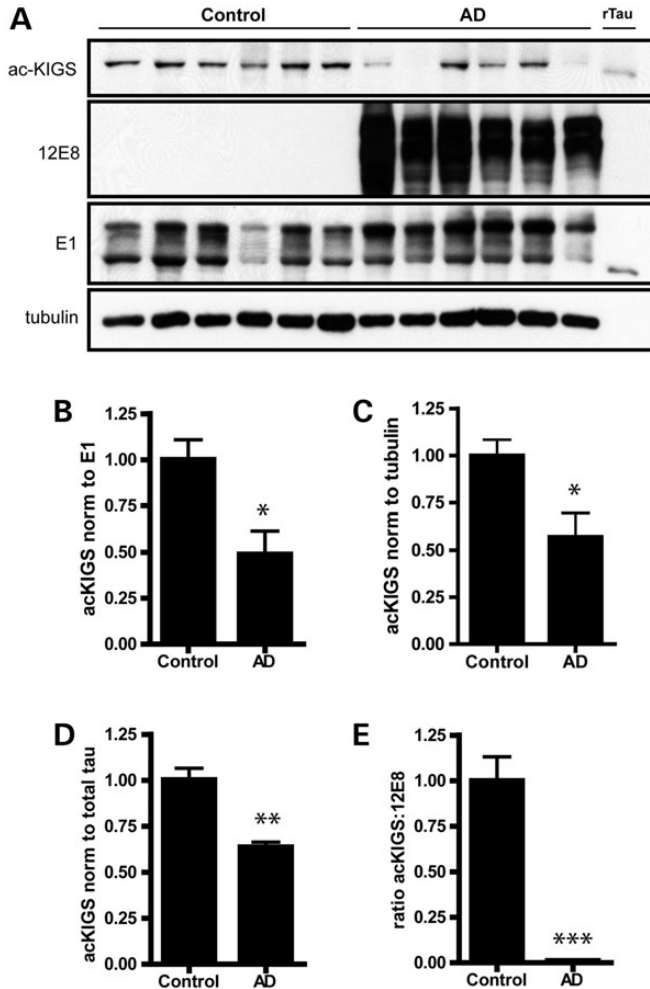 A
Control
AD
rTau
ac-KIGS
12E8
E1
tubulin
B
acKIGS norm to E1
1.25
1.00
0.75
0.50
0.25
0.00
*
Control
AD
C
acKIGS norm to tubulin
1.25
1.00
0.75
0.50
0.25
0.00
*
Control
AD
D
acKIGS norm to total tau
1.25
1.00
0.75
0.50
0.25
0.00
**
Control
AD
E
ratio acKIGS:12E8
1.25
1.00
0.75
0.50
0.25
0.00
***
Control
AD